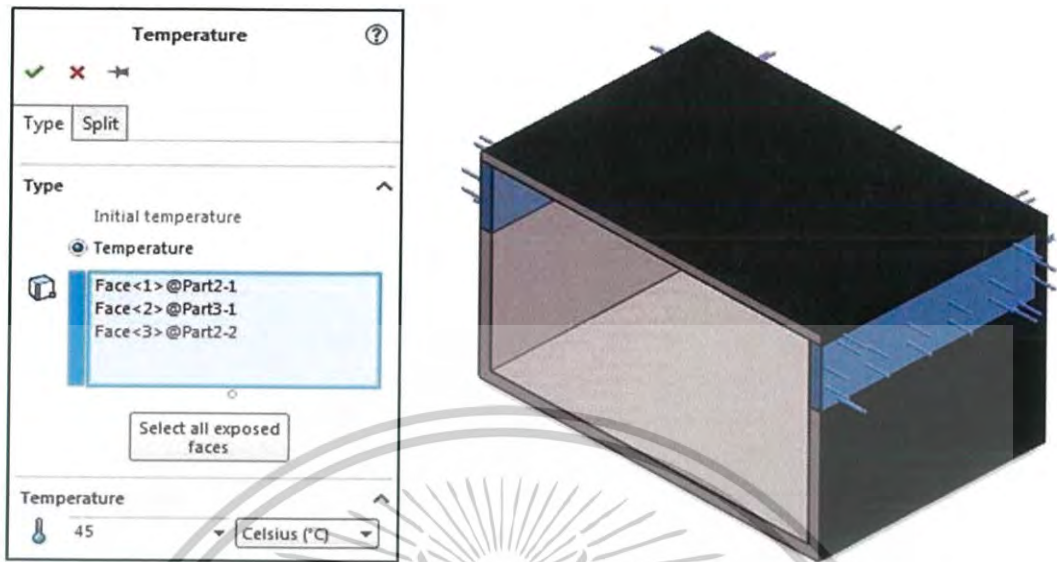 Temperature
Type Split
Type
Initial temperature
Temperature
Face<1>@Part2-1
Face<2>@Part3-1
Face<3>@Part2-2
Select all exposed
faces
Temperature
45 Celsius (°C)